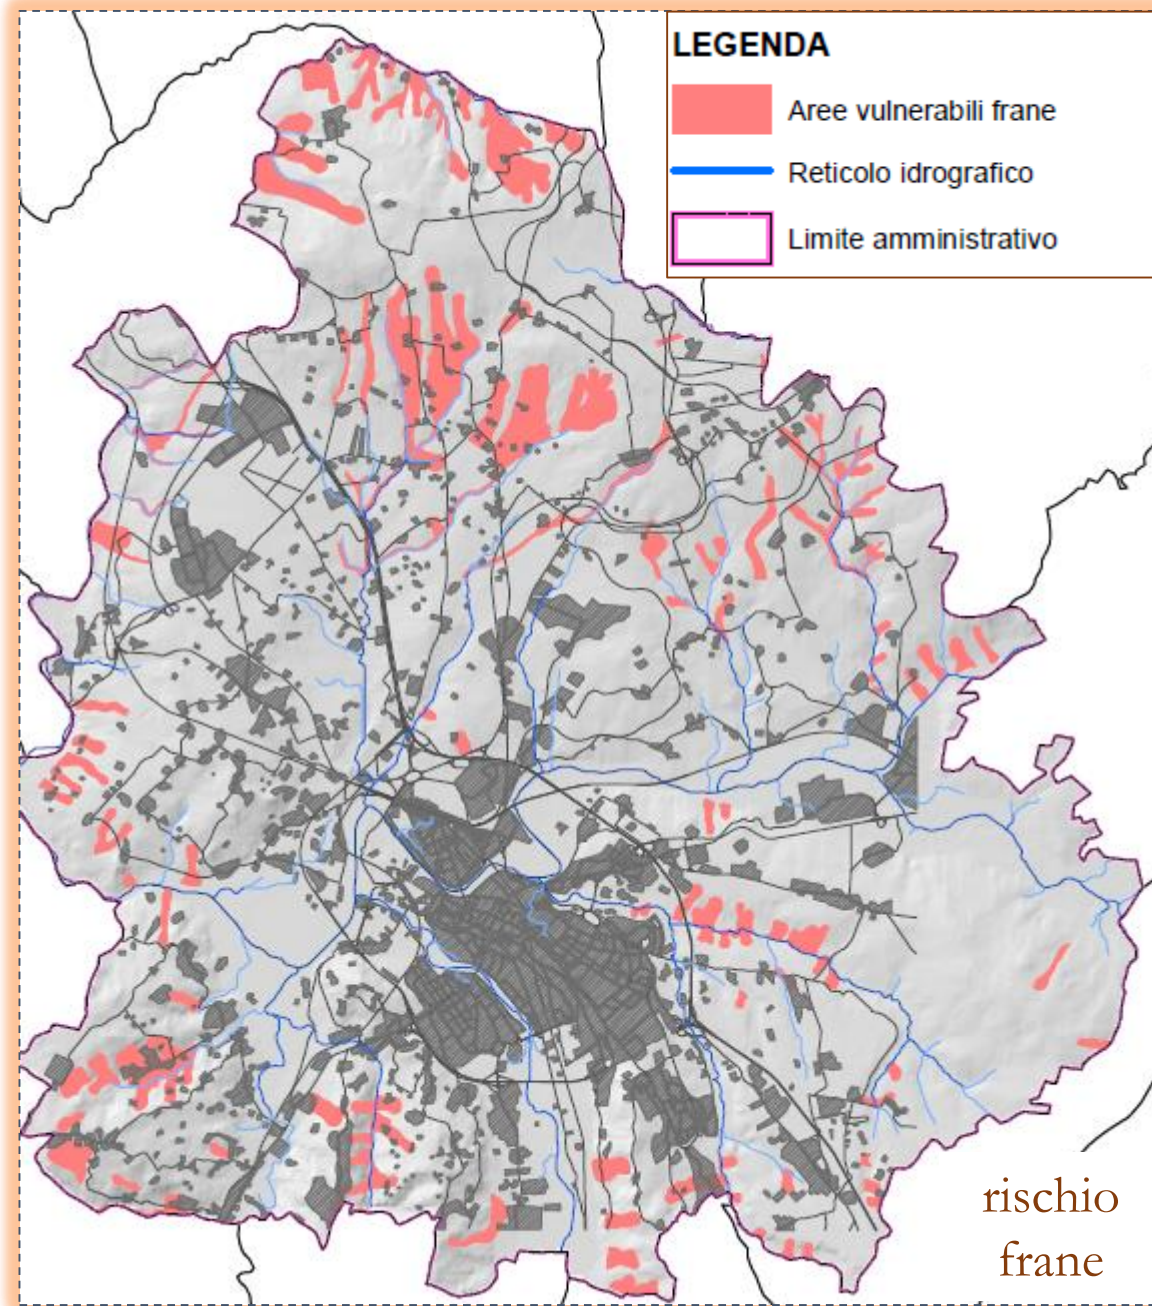 LEGENDA
Aree vulnerabili frane
Reticolo idrografico
Limite amministrativo
rischio
frane